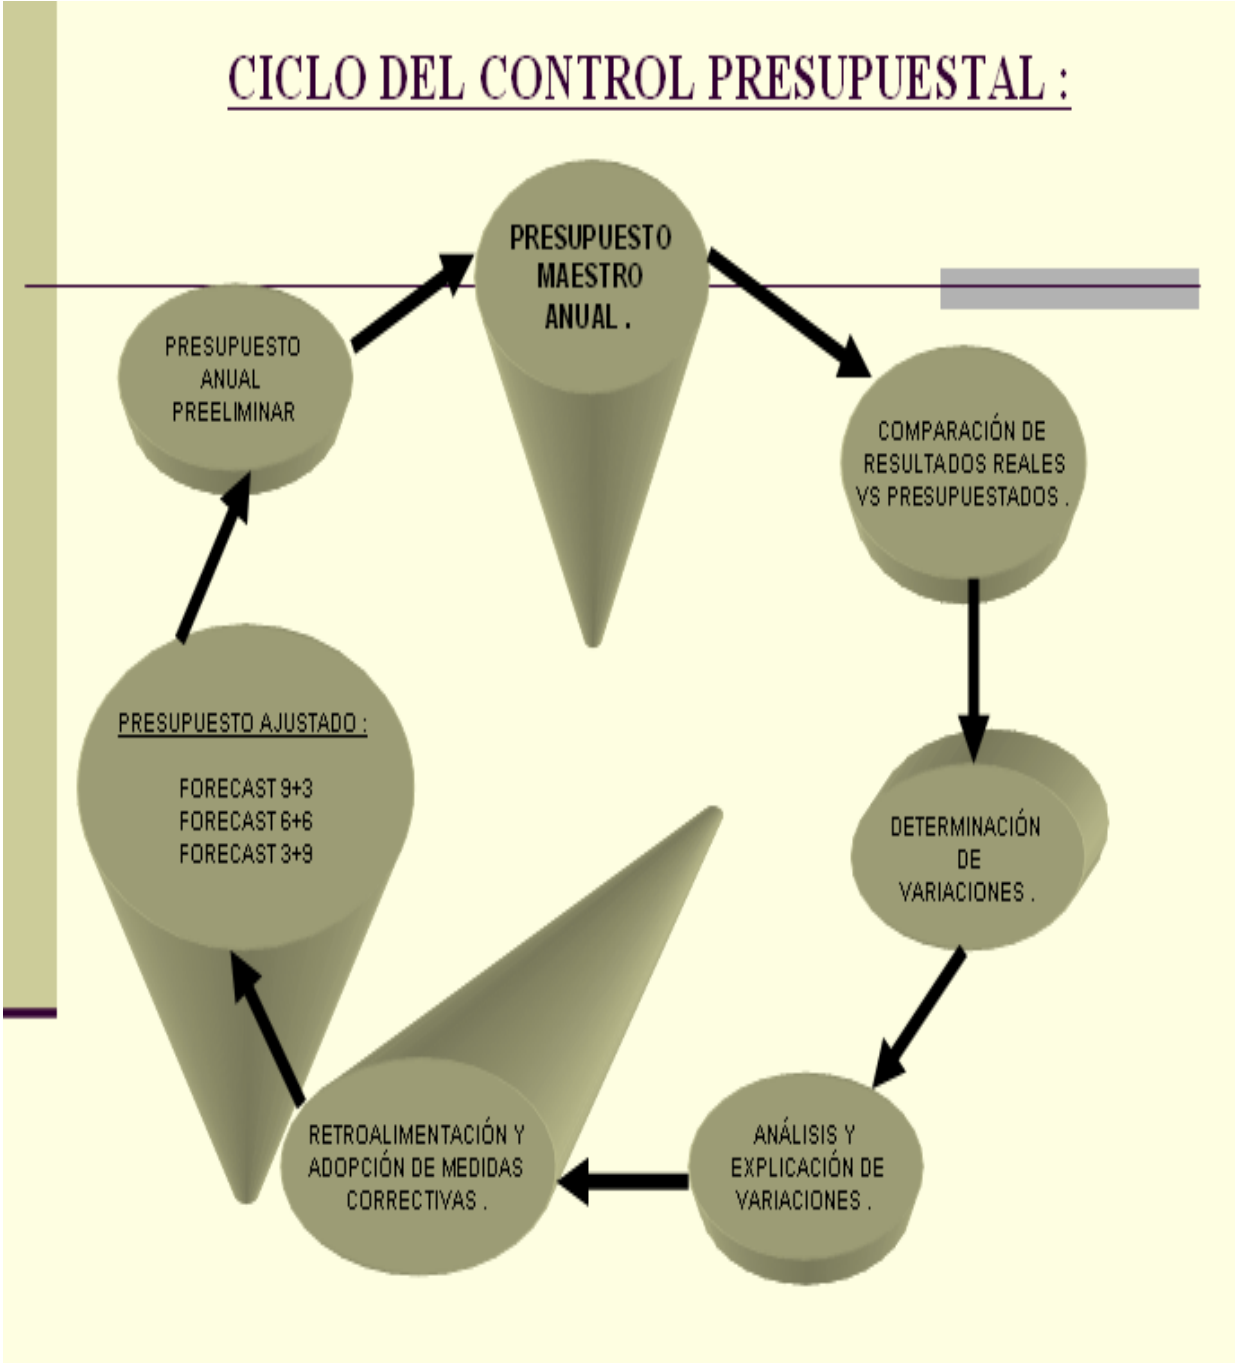 CICLO DEL CONTROL PRESUPUESTAL :
PRESUPUESTO
MAESTRO
ANUAL .
COMPARACIÓN DE
RESULTADOS REALES
VS PRESUPUESTADOS .
DETERMINACIÓN
DE
VARIACIONES .
ANÁLISIS Y
EXPLICACIÓN DE
VARIACIONES .
RETROALIMENTACIÓN Y
ADOPCIÓN DE MEDIDAS
CORRECTIVAS .
PRESUPUESTO AJUSTADO :
FORECAST 9+3
FORECAST 6+6
FORECAST 3+9
PRESUPUESTO
ANUAL
PREELIMINAR